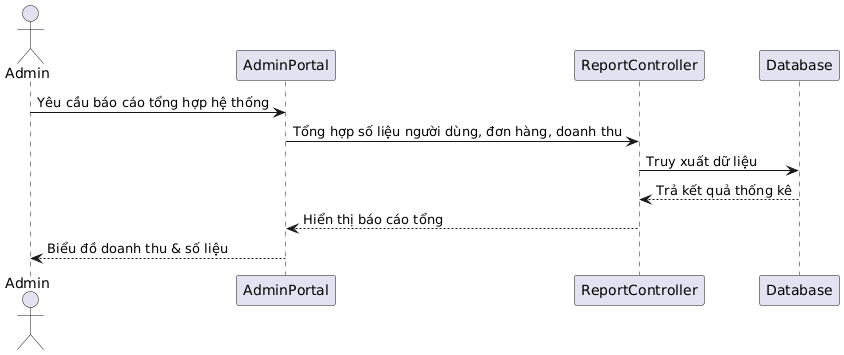 Admin
AdminPortal
ReportController
Database
Yêu cầu báo cáo tổng hợp hệ thống
Tổng hợp số liệu người dùng, đơn hàng, doanh thu
Truy xuất dữ liệu
Trả kết quả thống kê
Hiển thị báo cáo tổng
Biểu đồ doanh thu & số liệu
Admin
AdminPortal
ReportController
Database